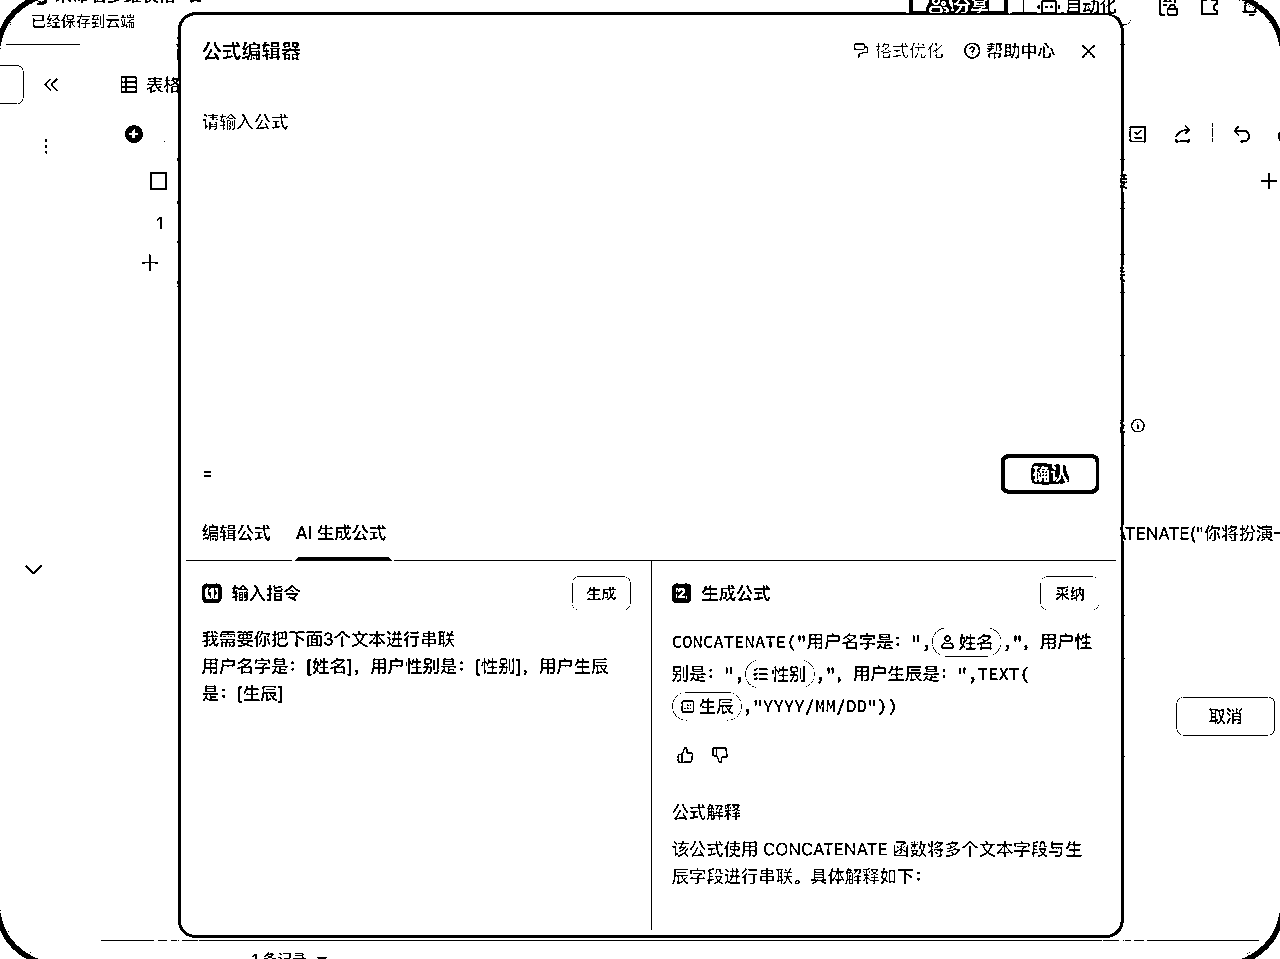 已经保存到云端
分享
自动化
公式编辑器
格式优化
帮助中心
表格
请输入公式
1
=
确认
编辑公式
AI 生成公式
ATENATE("你将扮演一
1 输入指令
生成
我需要你把下面3个文本进行串联
用户名字是：[姓名]，用户性别是：[性别]，用户生辰
是：[生辰]
2 生成公式
采纳
CONCATENATE("用户名字是：",姓名,"，用户性
别是：",性别,"，用户生辰是：",TEXT(
生辰,"YYYY/MM/DD"))
取消
公式解释
该公式使用 CONCATENATE 函数将多个文本字段与生
辰字段进行串联。具体解释如下：
1 条记录